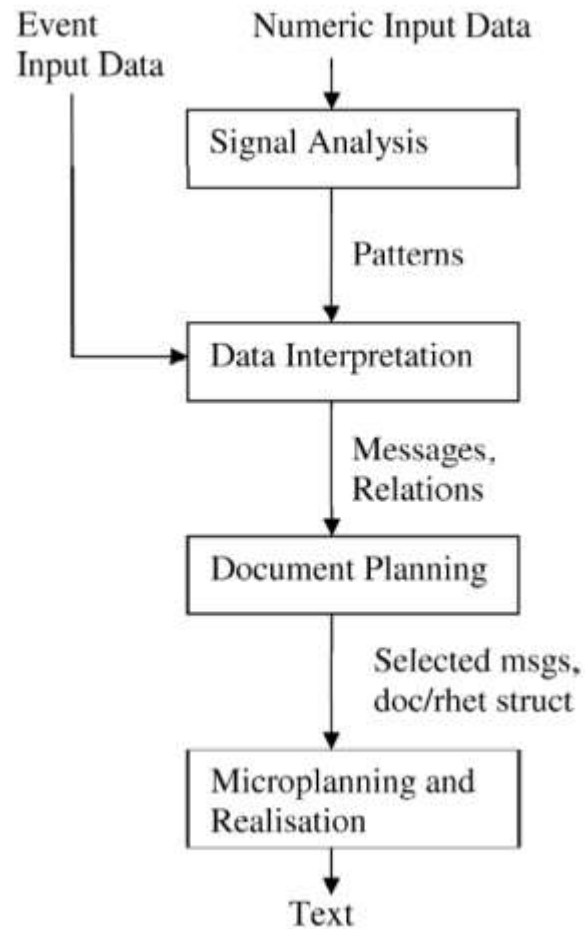 Event
Input Data
Numeric Input Data
Signal Analysis
Patterns
Data Interpretation
Messages,
Relations
Document Planning
Selected msgs,
doc/rhet struct
Microplanning and
Realisation
Text